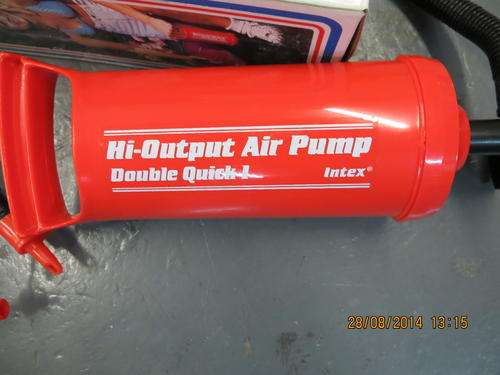 Hi-Output Air Pump
Double Quick-I Intex®
28/08/2014 13:15